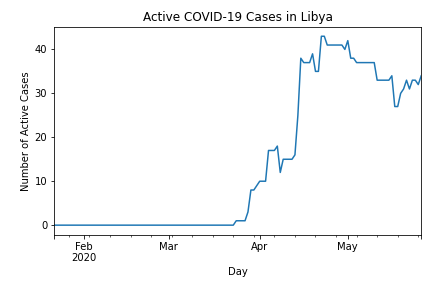 Active COVID-19 Cases in Libya
Number of Active Cases
40
30
20
10
0
Feb
2020
Mar
Apr
May
Day